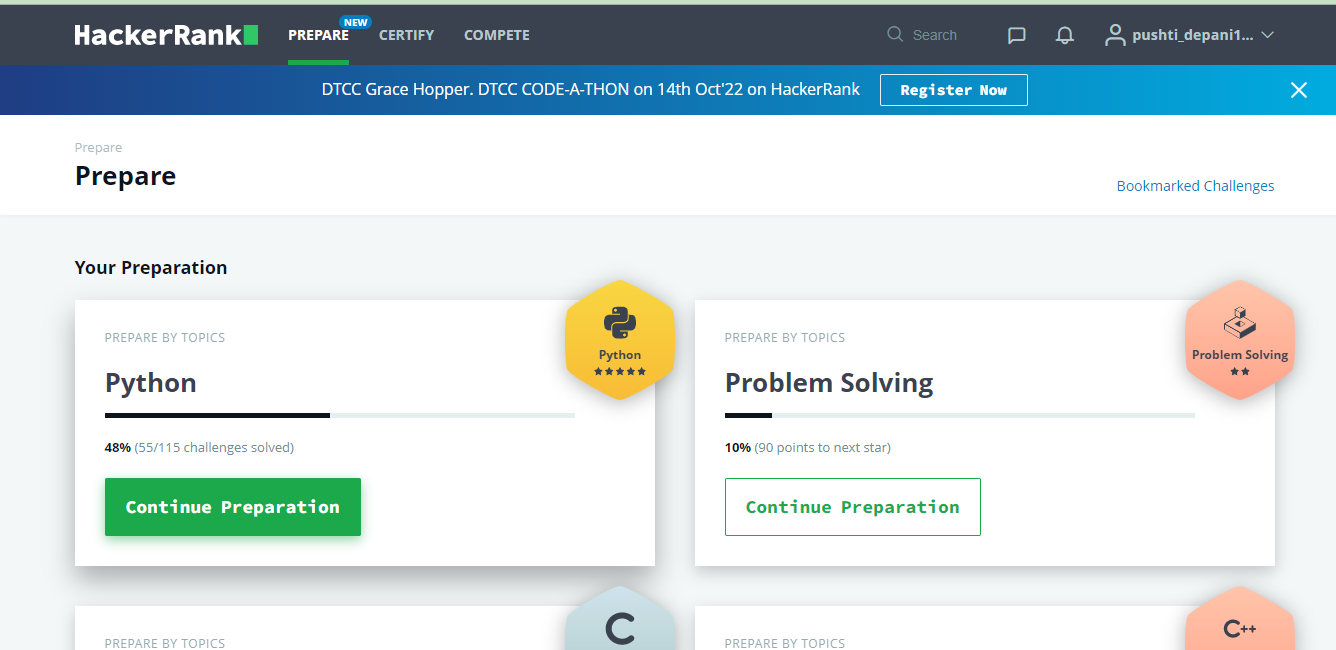 HackerRank
PREPARE NEW CERTIFY COMPETE
Search
pushti_depani1...
DTCC Grace Hopper. DTCC CODE-A-THON on 14th Oct'22 on HackerRank
Register Now
Prepare
Prepare
Bookmarked Challenges
Your Preparation
PREPARE BY TOPICS
Python
Python
48% (55/115 challenges solved)
Continue Preparation
PREPARE BY TOPICS
Problem Solving
Problem Solving
10% (90 points to next star)
Continue Preparation
PREPARE BY TOPICS
C
PREPARE BY TOPICS
C++